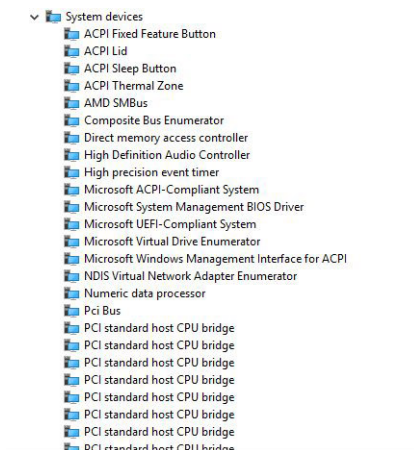 System devices
ACPI Fixed Feature Button
ACPI Lid
ACPI Sleep Button
ACPI Thermal Zone
AMD SMBus
Composite Bus Enumerator
Direct memory access controller
High Definition Audio Controller
High precision event timer
Microsoft ACPI-Compliant System
Microsoft System Management BIOS Driver
Microsoft UEFI-Compliant System
Microsoft Virtual Drive Enumerator
Microsoft Windows Management Interface for ACPI
NDIS Virtual Network Adapter Enumerator
Numeric data processor
Pci Bus
PCI standard host CPU bridge
PCI standard host CPU bridge
PCI standard host CPU bridge
PCI standard host CPU bridge
PCI standard host CPU bridge
PCI standard host CPU bridge
PCI standard host CPU bridge
PCI standard host CPU bridge